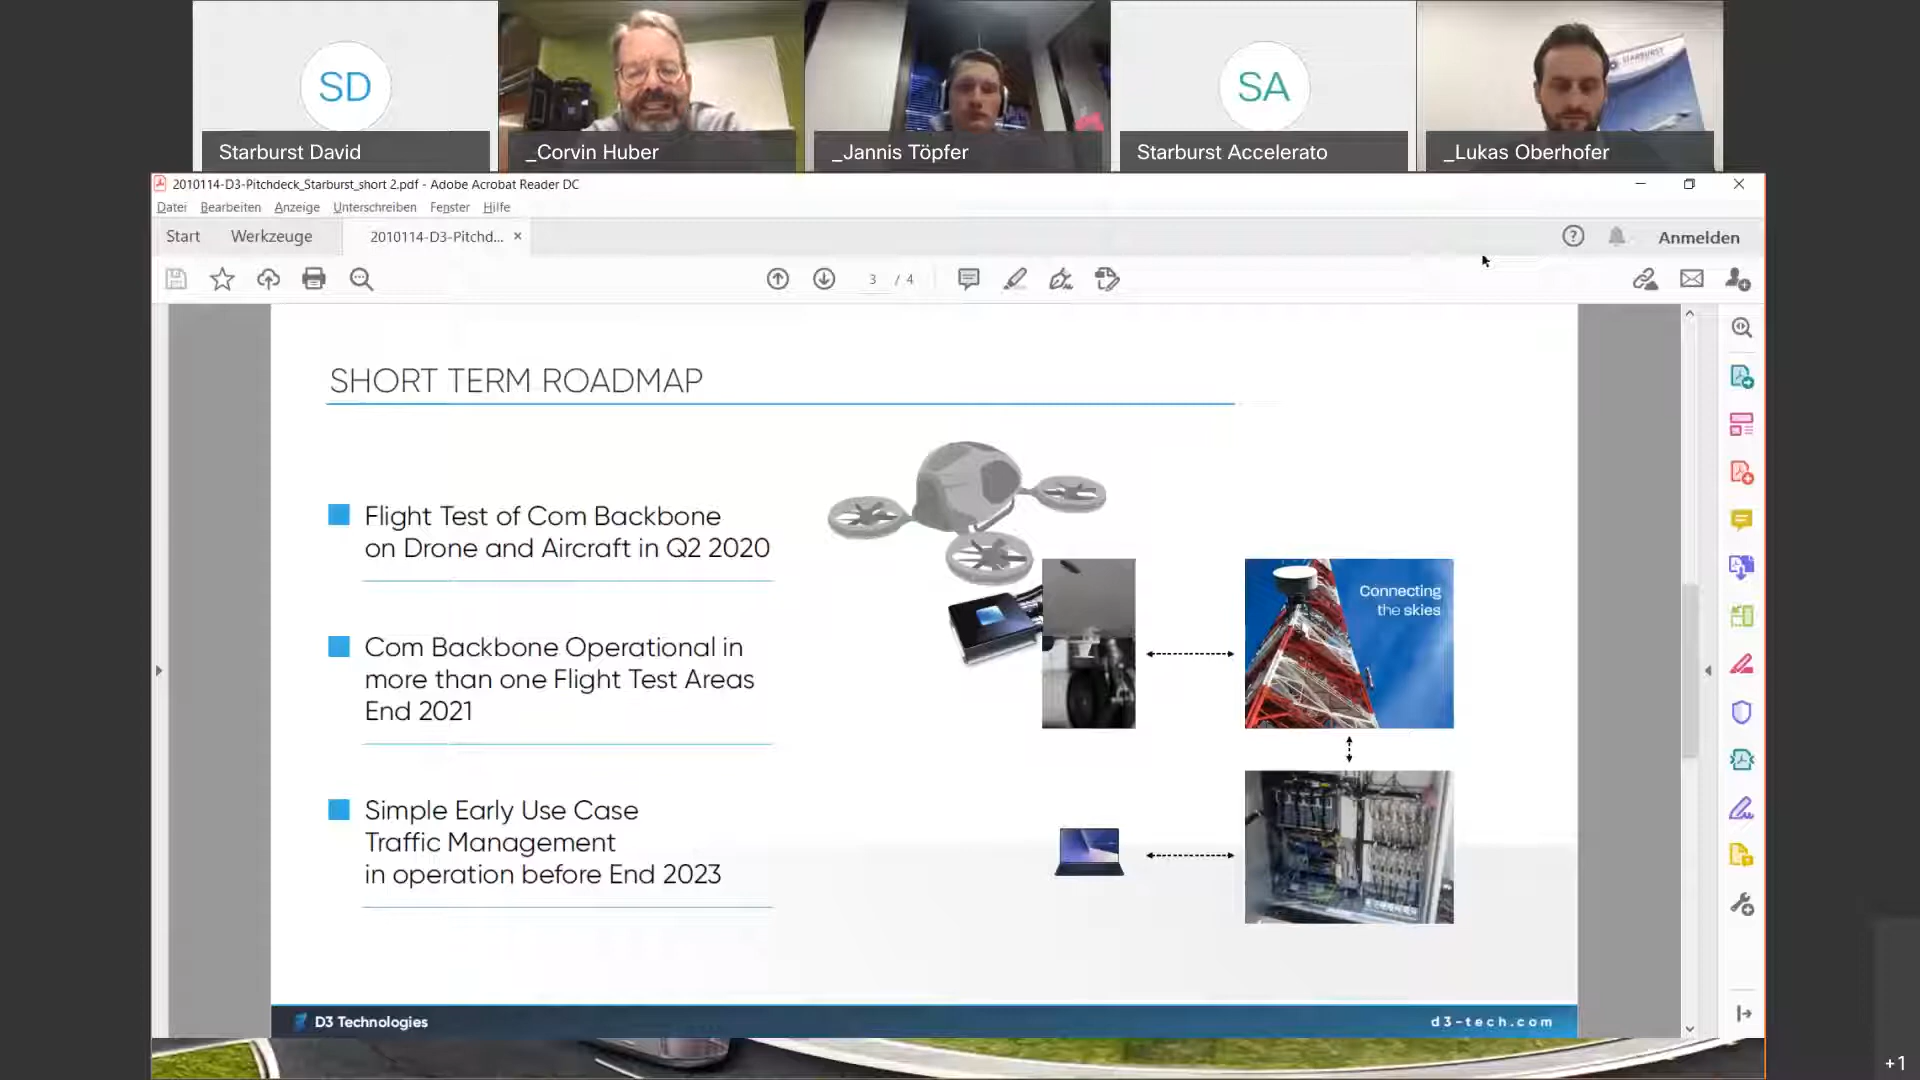 SD
SA
STARBURST
Starburst David
_Corvin Huber
_Jannis Töpfer
Starburst Accelerato
_Lukas Oberhofer
2010114-D3-Pitchdeck_Starburst_short 2.pdf - Adobe Acrobat Reader DC
Datei Bearbeiten Anzeige Unterschreiben Fenster Hilfe
Start Werkzeuge 2010114-D3-Pitchd... × Anmelden
3 / 4
SHORT TERM ROADMAP
Flight Test of Com Backbone
on Drone and Aircraft in Q2 2020
Com Backbone Operational in
more than one Flight Test Areas
End 2021
Simple Early Use Case
Traffic Management
in operation before End 2023
Connecting
the skies
D3 Technologies
d3-tech.com
+1